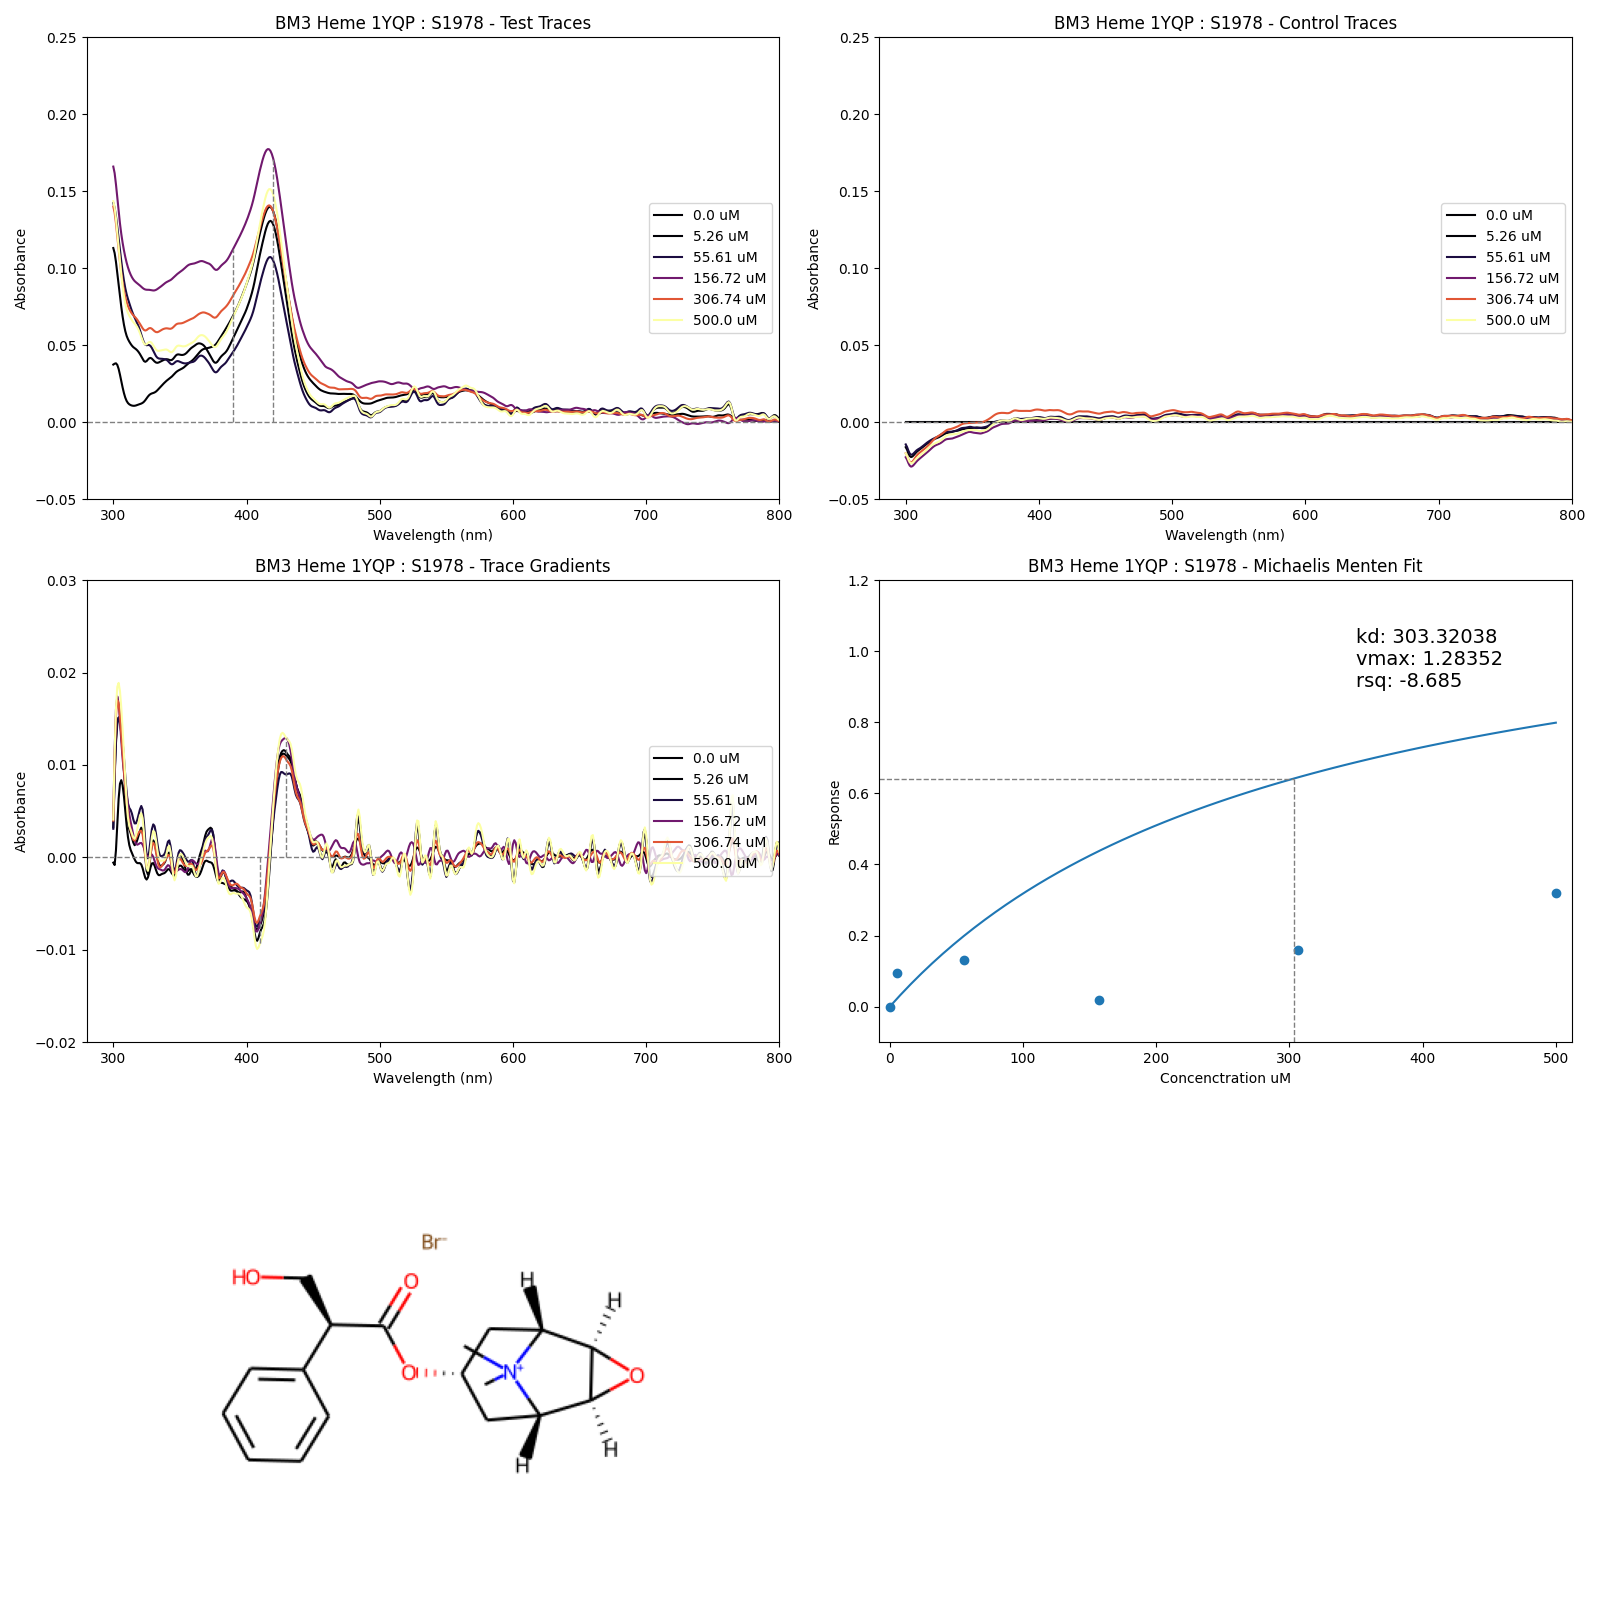 BM3 Heme 1YQP : S1978 - Test Traces
0.25
0.20
0.15
0.10
0.05
0.00
−0.05
Absorbance
300
400
500
600
700
800
Wavelength (nm)
0.0 uM
5.26 uM
55.61 uM
156.72 uM
306.74 uM
500.0 uM
BM3 Heme 1YQP : S1978 - Control Traces
0.25
0.20
0.15
0.10
0.05
0.00
−0.05
Absorbance
300
400
500
600
700
800
Wavelength (nm)
0.0 uM
5.26 uM
55.61 uM
156.72 uM
306.74 uM
500.0 uM
BM3 Heme 1YQP : S1978 - Trace Gradients
0.03
0.02
0.01
0.00
−0.01
−0.02
Absorbance
300
400
500
600
700
800
Wavelength (nm)
0.0 uM
5.26 uM
55.61 uM
156.72 uM
306.74 uM
500.0 uM
BM3 Heme 1YQP : S1978 - Michaelis Menten Fit
1.2
1.0
0.8
0.6
0.4
0.2
0.0
Response
kd: 303.32038
vmax: 1.28352
rsq: -8.685
0
100
200
300
400
500
Concenctration uM
Br⁻
HO
O
H
H
O
N⁺
O
H
H